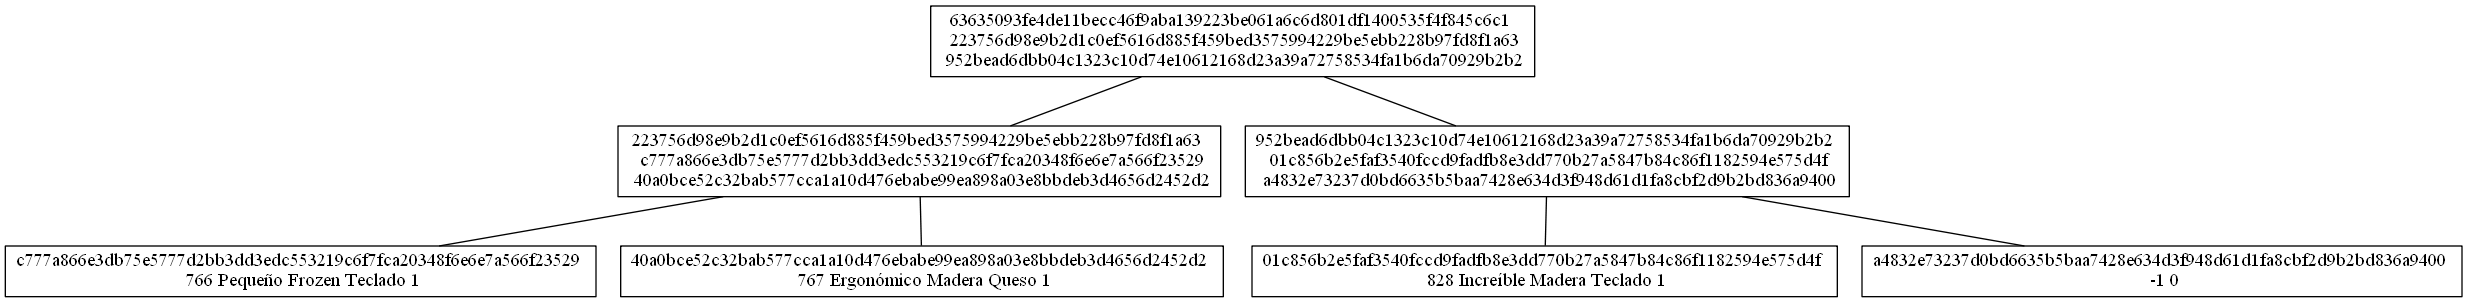 63635093fe4de11becc46f9aba139223be061a6c6d801df1400535f4f845c6c1
223756d98e9b2d1c0ef5616d885f459bed3575994229be5ebb228b97fd8f1a63
952bead6dbb04c1323c10d74e10612168d23a39a72758534fa1b6da70929b2b2
223756d98e9b2d1c0ef5616d885f459bed3575994229be5ebb228b97fd8f1a63
c777a866e3db75e5777d2bb3dd3edc553219c6f7fca20348f6e6e7a566f23529
40a0bce52c32bab577cca1a10d476ebabe99ea898a03e8bbdeb3d4656d2452d2
952bead6dbb04c1323c10d74e10612168d23a39a72758534fa1b6da70929b2b2
01c856b2e5faf3540fccd9fadfb8e3dd770b27a5847b84c86f1182594e575d4f
a4832e73237d0bd6635b5baa7428e634d3f948d61d1fa8cbf2d9b2bd836a9400
c777a866e3db75e5777d2bb3dd3edc553219c6f7fca20348f6e6e7a566f23529
766 Pequeño Frozen Teclado 1
40a0bce52c32bab577cca1a10d476ebabe99ea898a03e8bbdeb3d4656d2452d2
767 Ergonómico Madera Queso 1
01c856b2e5faf3540fccd9fadfb8e3dd770b27a5847b84c86f1182594e575d4f
828 Increíble Madera Teclado 1
a4832e73237d0bd6635b5baa7428e634d3f948d61d1fa8cbf2d9b2bd836a9400
-1 0